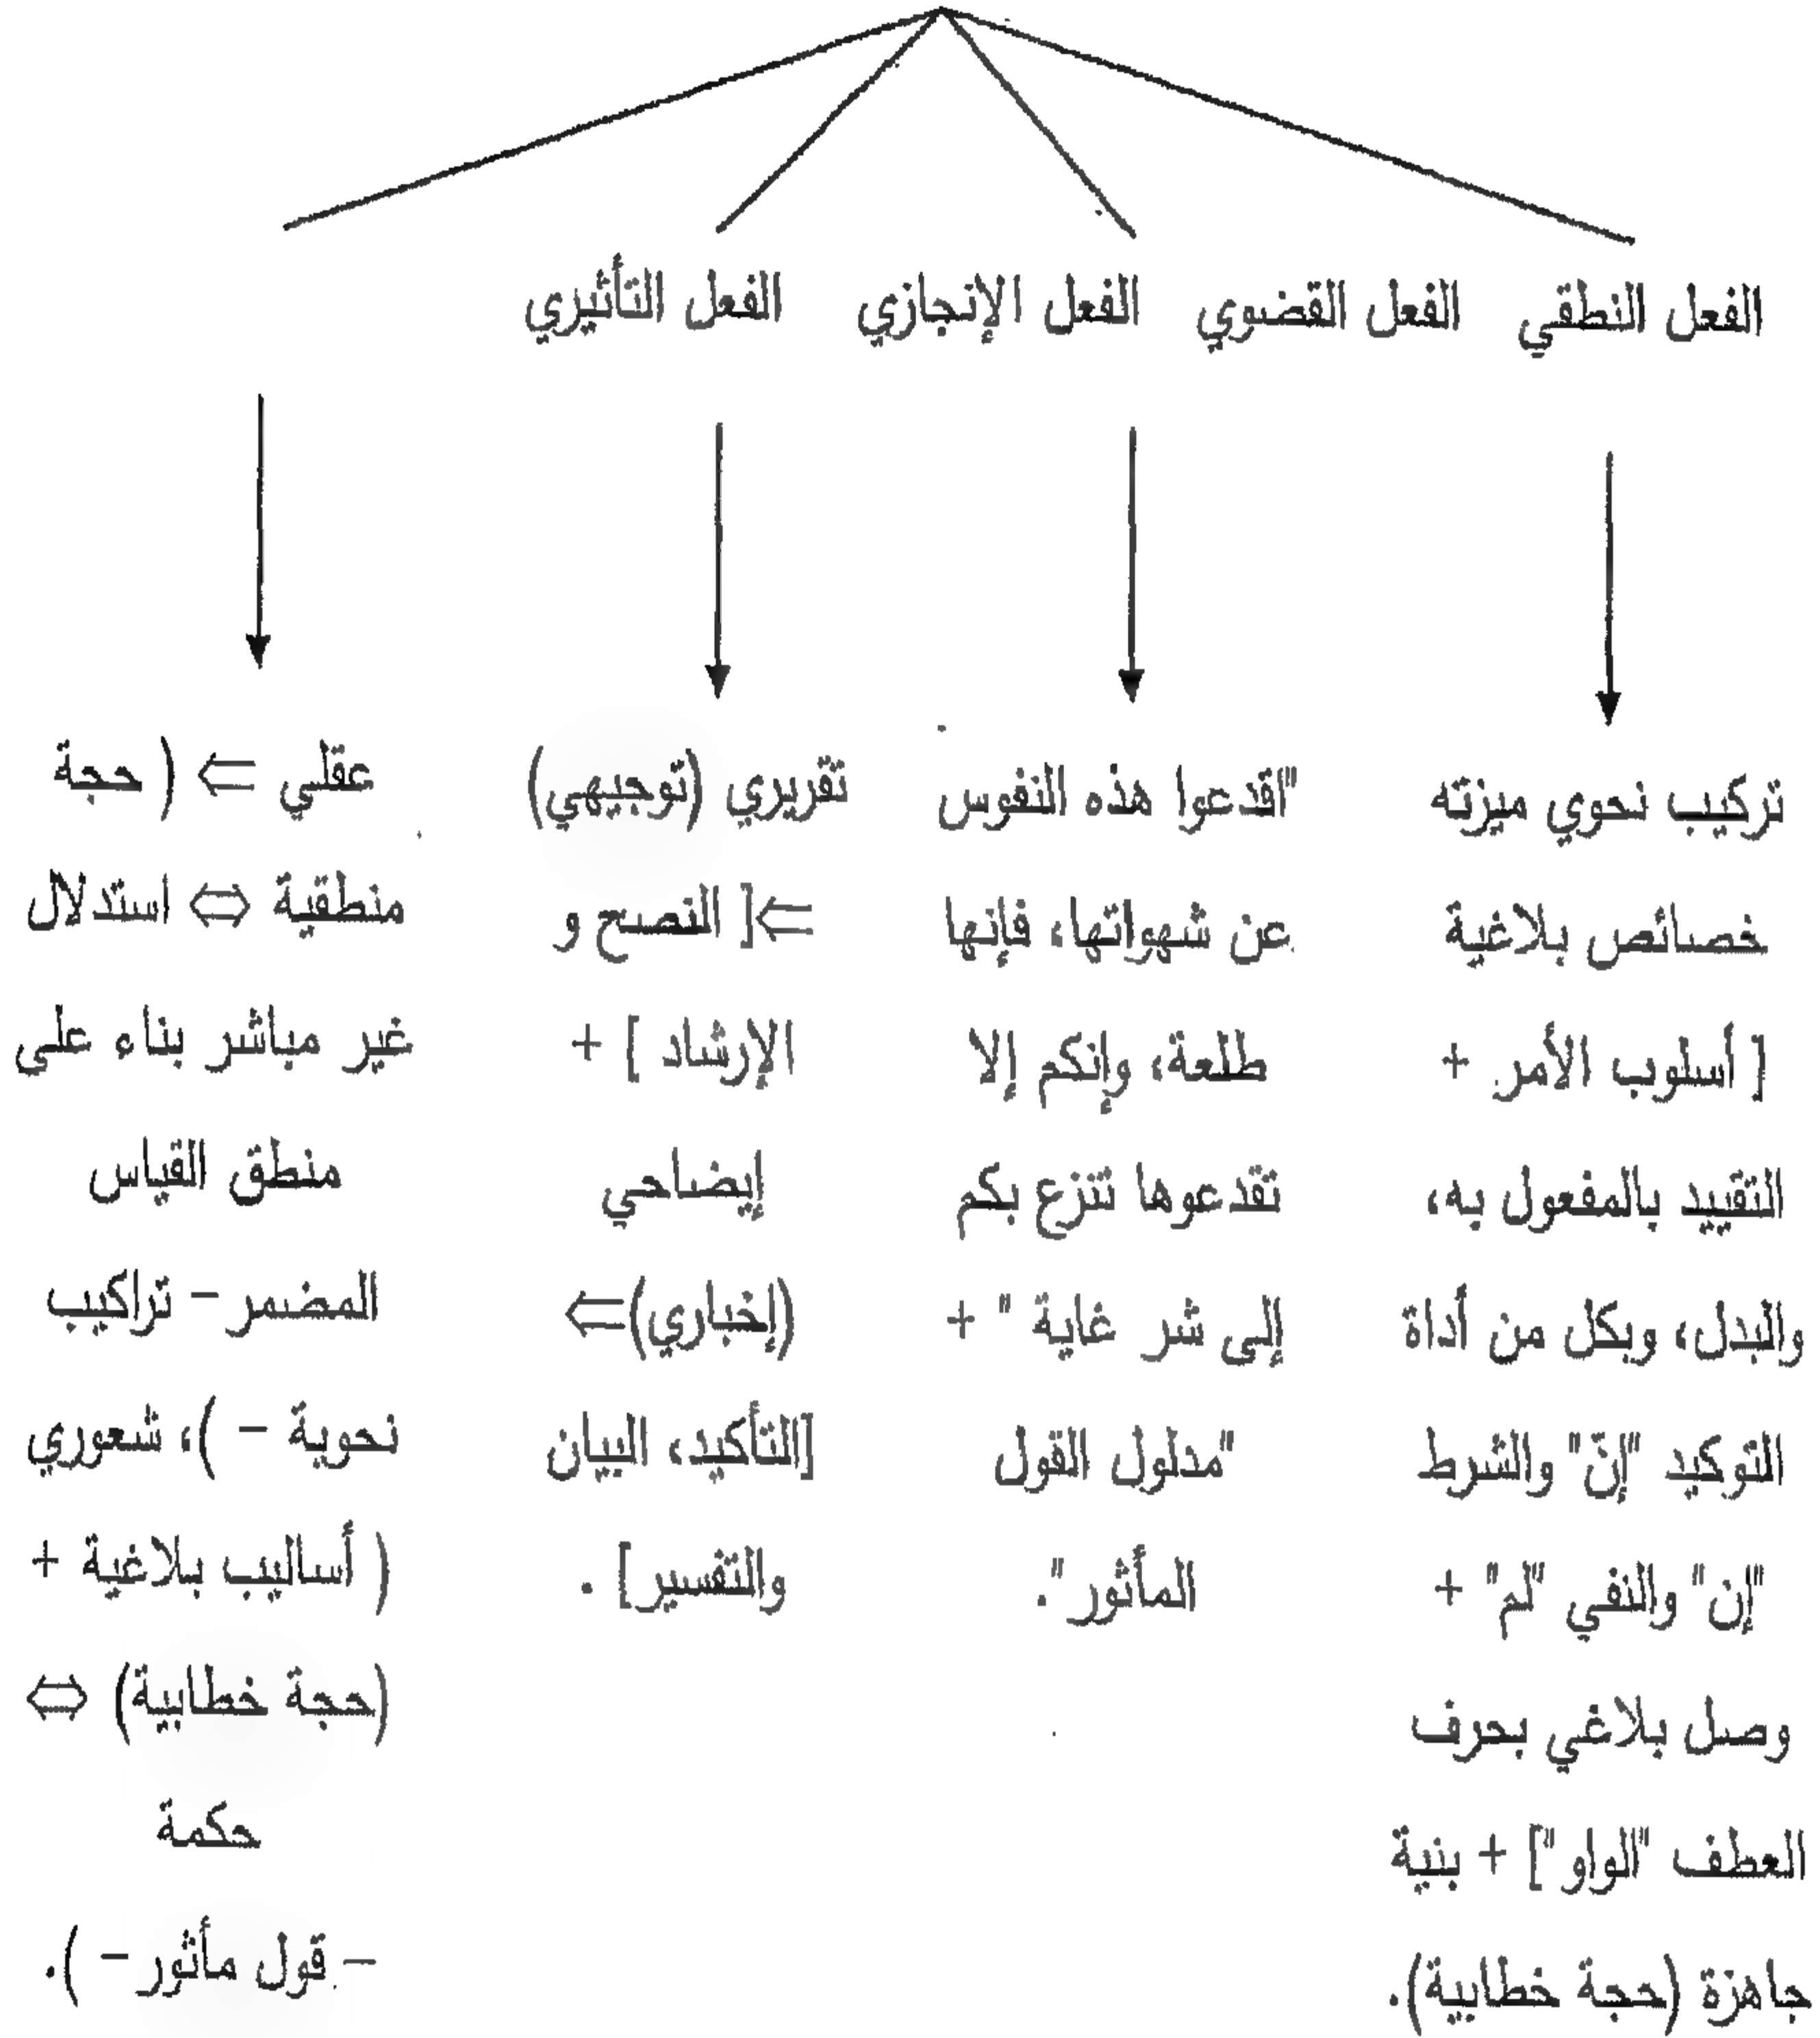 الفعل النطقي الفعل القضوي الفعل الإنجازي الفعل التأثيري
تركيب نحوي ميزته
خصائص بلاغية
[ أسلوب الأمر +
التقييد بالمفعول به،
والبدل، وبكل من أداة
التوكيد "إنّ" والشرط
"إن" والنفي "لم" +
وصل بلاغي بحرف
العطف "الواو"] + بنية
جاهزة (حجة خطابية).
"اقدعوا هذه النفوس
عن شهواتها، فإنها
طلعة، وإنكم إلا
تقدعوها تنزع بكم
إلى شر غاية " +
"مدلول القول
المأثور".
تقريري (توجيهي)
⇐[ النصح و
الإرشاد ] +
إيضاحي
(إخباري)⇐
[التأكيد، البيان
والتفسير] .
عقلي ⇐ ( حجة
منطقية ⇔ استدلال
غير مباشر بناء على
منطق القياس
المضمر – تراكيب
نحوية – )، شعوري
( أساليب بلاغية +
(حجة خطابية) ⇔
حكمة
– قول مأثور – ).